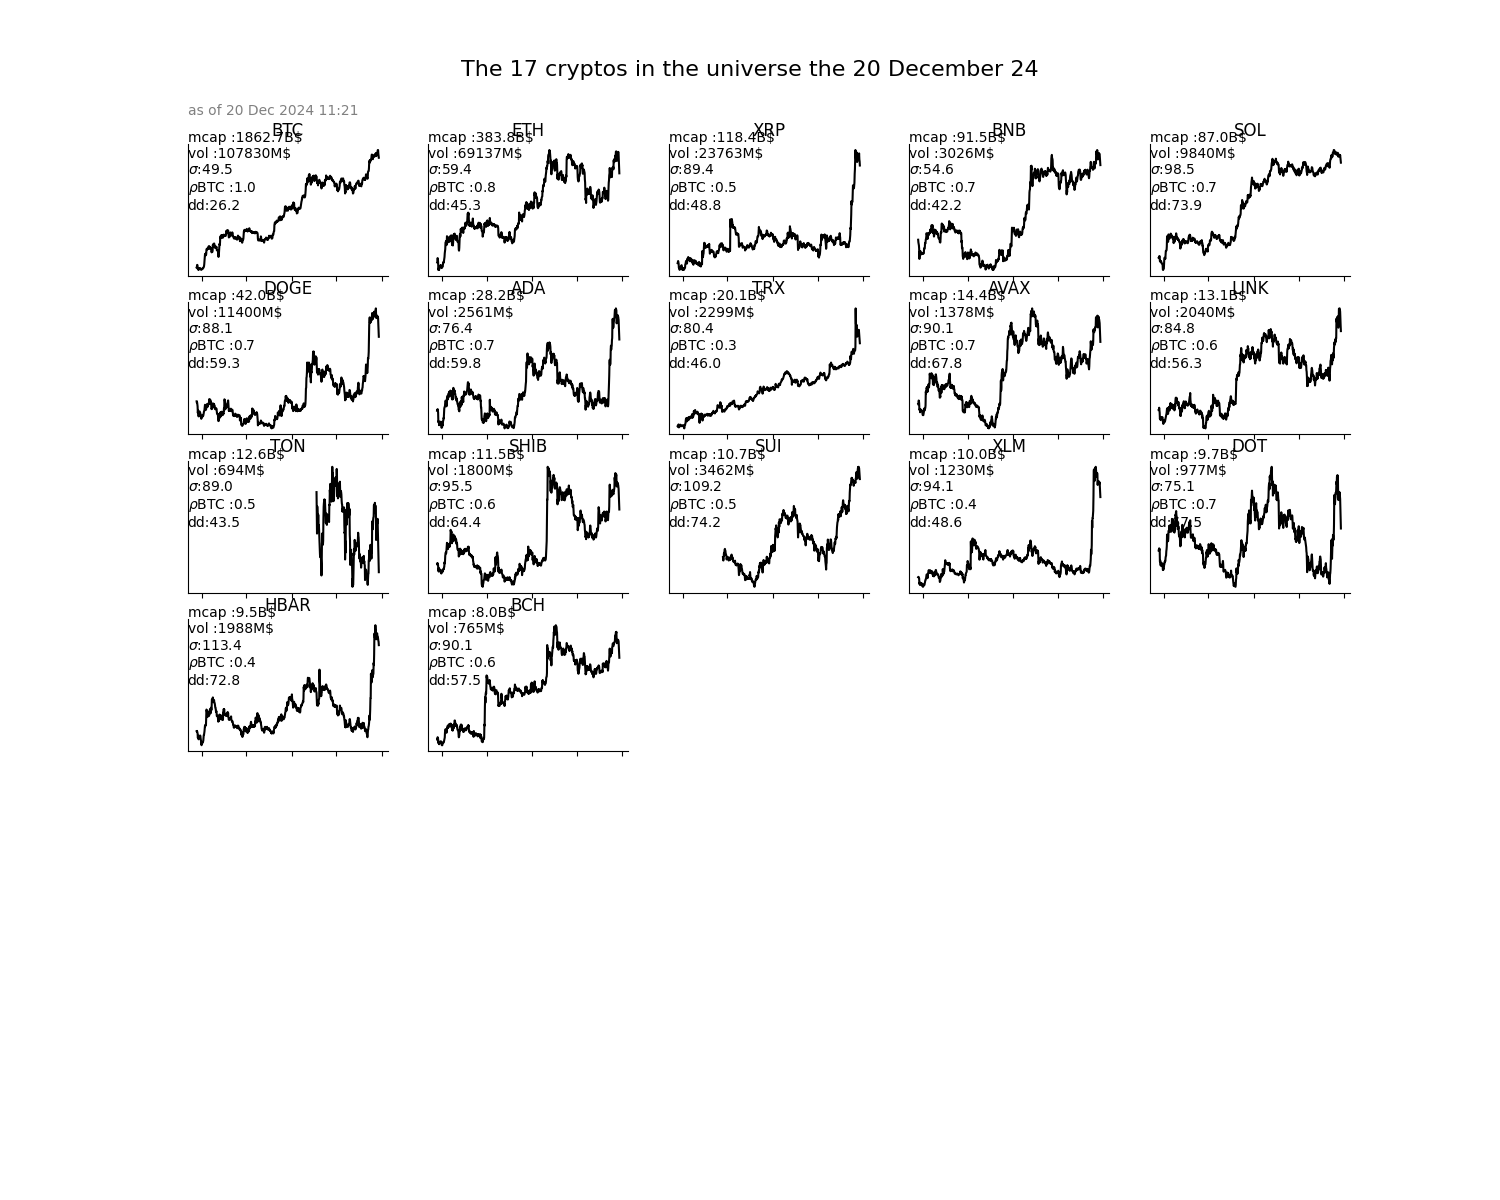 The 17 cryptos in the universe the 20 December 24
as of 20 Dec 2024 11:21
BTC
mcap :1862.7B$
vol :107830M$
σ:49.5
ρBTC :1.0
dd:26.2
ETH
mcap :383.8B$
vol :69137M$
σ:59.4
ρBTC :0.8
dd:45.3
XRP
mcap :118.4B$
vol :23763M$
σ:89.4
ρBTC :0.5
dd:48.8
BNB
mcap :91.5B$
vol :3026M$
σ:54.6
ρBTC :0.7
dd:42.2
SOL
mcap :87.0B$
vol :9840M$
σ:98.5
ρBTC :0.7
dd:73.9
DOGE
mcap :42.0B$
vol :11400M$
σ:88.1
ρBTC :0.7
dd:59.3
ADA
mcap :28.2B$
vol :2561M$
σ:76.4
ρBTC :0.7
dd:59.8
TRX
mcap :20.1B$
vol :2299M$
σ:80.4
ρBTC :0.3
dd:46.0
AVAX
mcap :14.4B$
vol :1378M$
σ:90.1
ρBTC :0.7
dd:67.8
LINK
mcap :13.1B$
vol :2040M$
σ:84.8
ρBTC :0.6
dd:56.3
TON
mcap :12.6B$
vol :694M$
σ:89.0
ρBTC :0.5
dd:43.5
SHIB
mcap :11.5B$
vol :1800M$
σ:95.5
ρBTC :0.6
dd:64.4
SUI
mcap :10.7B$
vol :3462M$
σ:109.2
ρBTC :0.5
dd:74.2
XLM
mcap :10.0B$
vol :1230M$
σ:94.1
ρBTC :0.4
dd:48.6
DOT
mcap :9.7B$
vol :977M$
σ:75.1
ρBTC :0.7
HBAR
mcap :9.5B$
vol :1988M$
σ:113.4
ρBTC :0.4
dd:72.8
BCH
mcap :8.0B$
vol :765M$
σ:90.1
ρBTC :0.6
dd:57.5